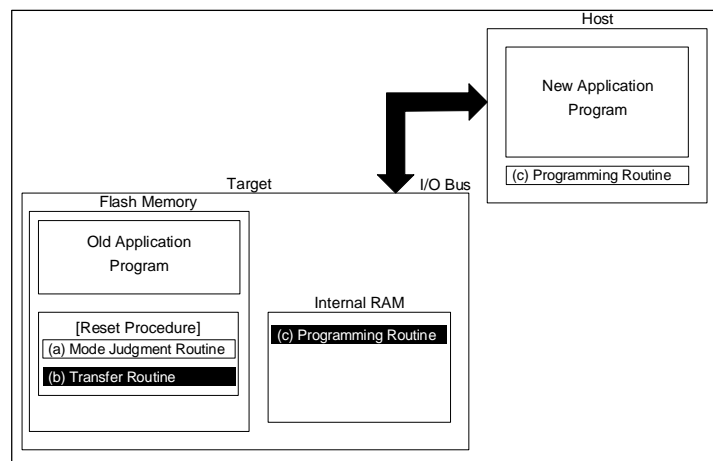 Host
New Application
Program
(c) Programming Routine
Target
I/O Bus
Flash Memory
Old Application
Program
Internal RAM
[Reset Procedure]
(c) Programming Routine
(a) Mode Judgment Routine
(b) Transfer Routine